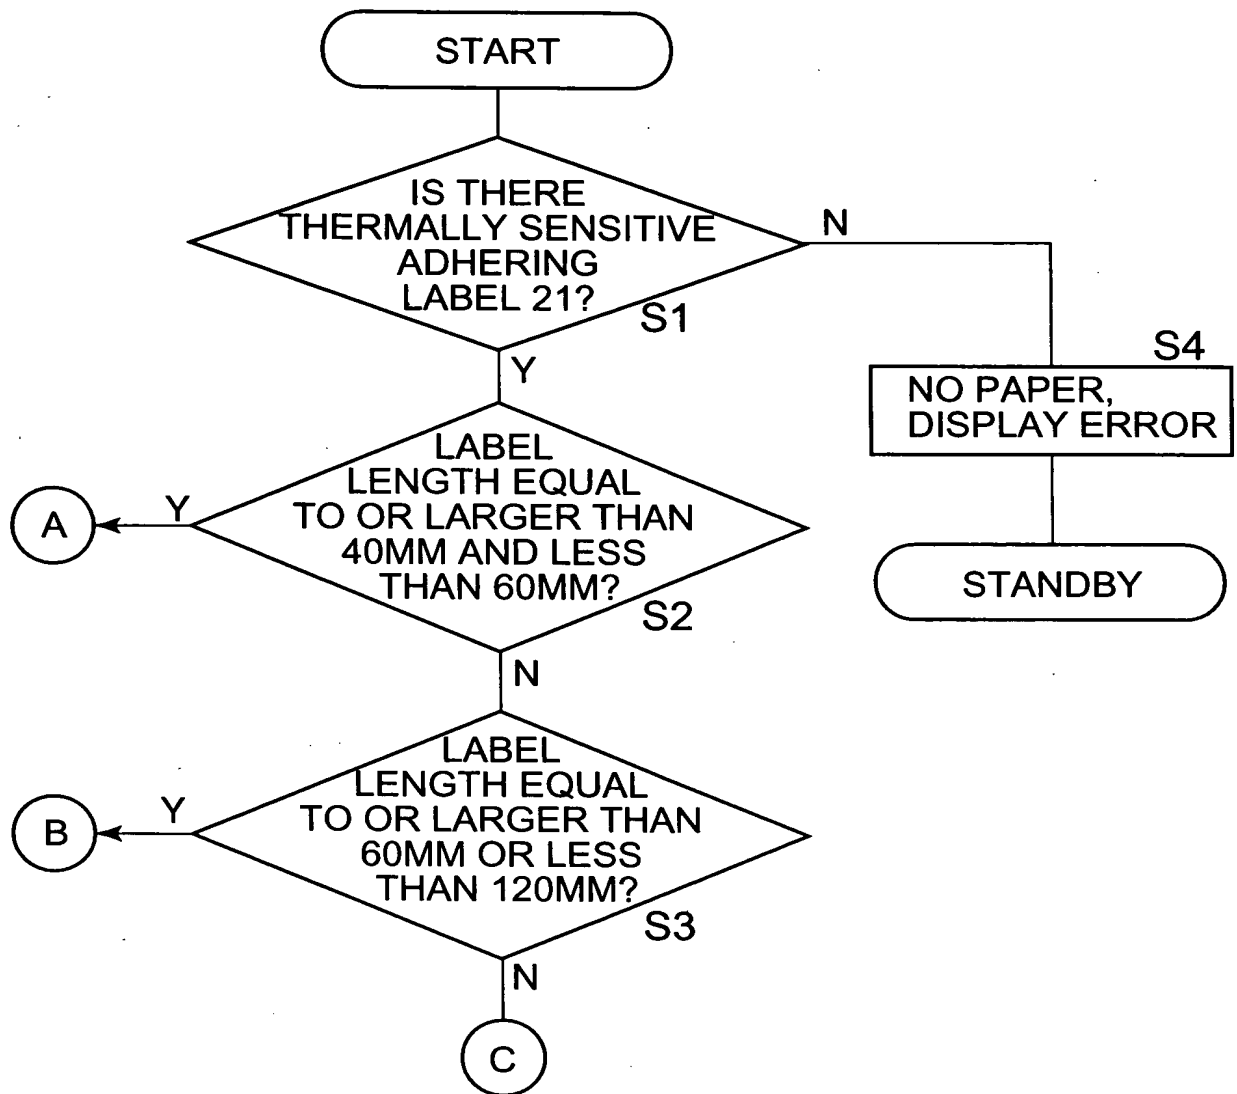 START
IS THERE
THERMALLY SENSITIVE
ADHERING
LABEL 21?
S1
N
Y
S4
NO PAPER,
DISPLAY ERROR
STANDBY
LABEL
LENGTH EQUAL
TO OR LARGER THAN
40MM AND LESS
THAN 60MM?
S2
Y
A
N
LABEL
LENGTH EQUAL
TO OR LARGER THAN
60MM OR LESS
THAN 120MM?
S3
Y
B
N
C